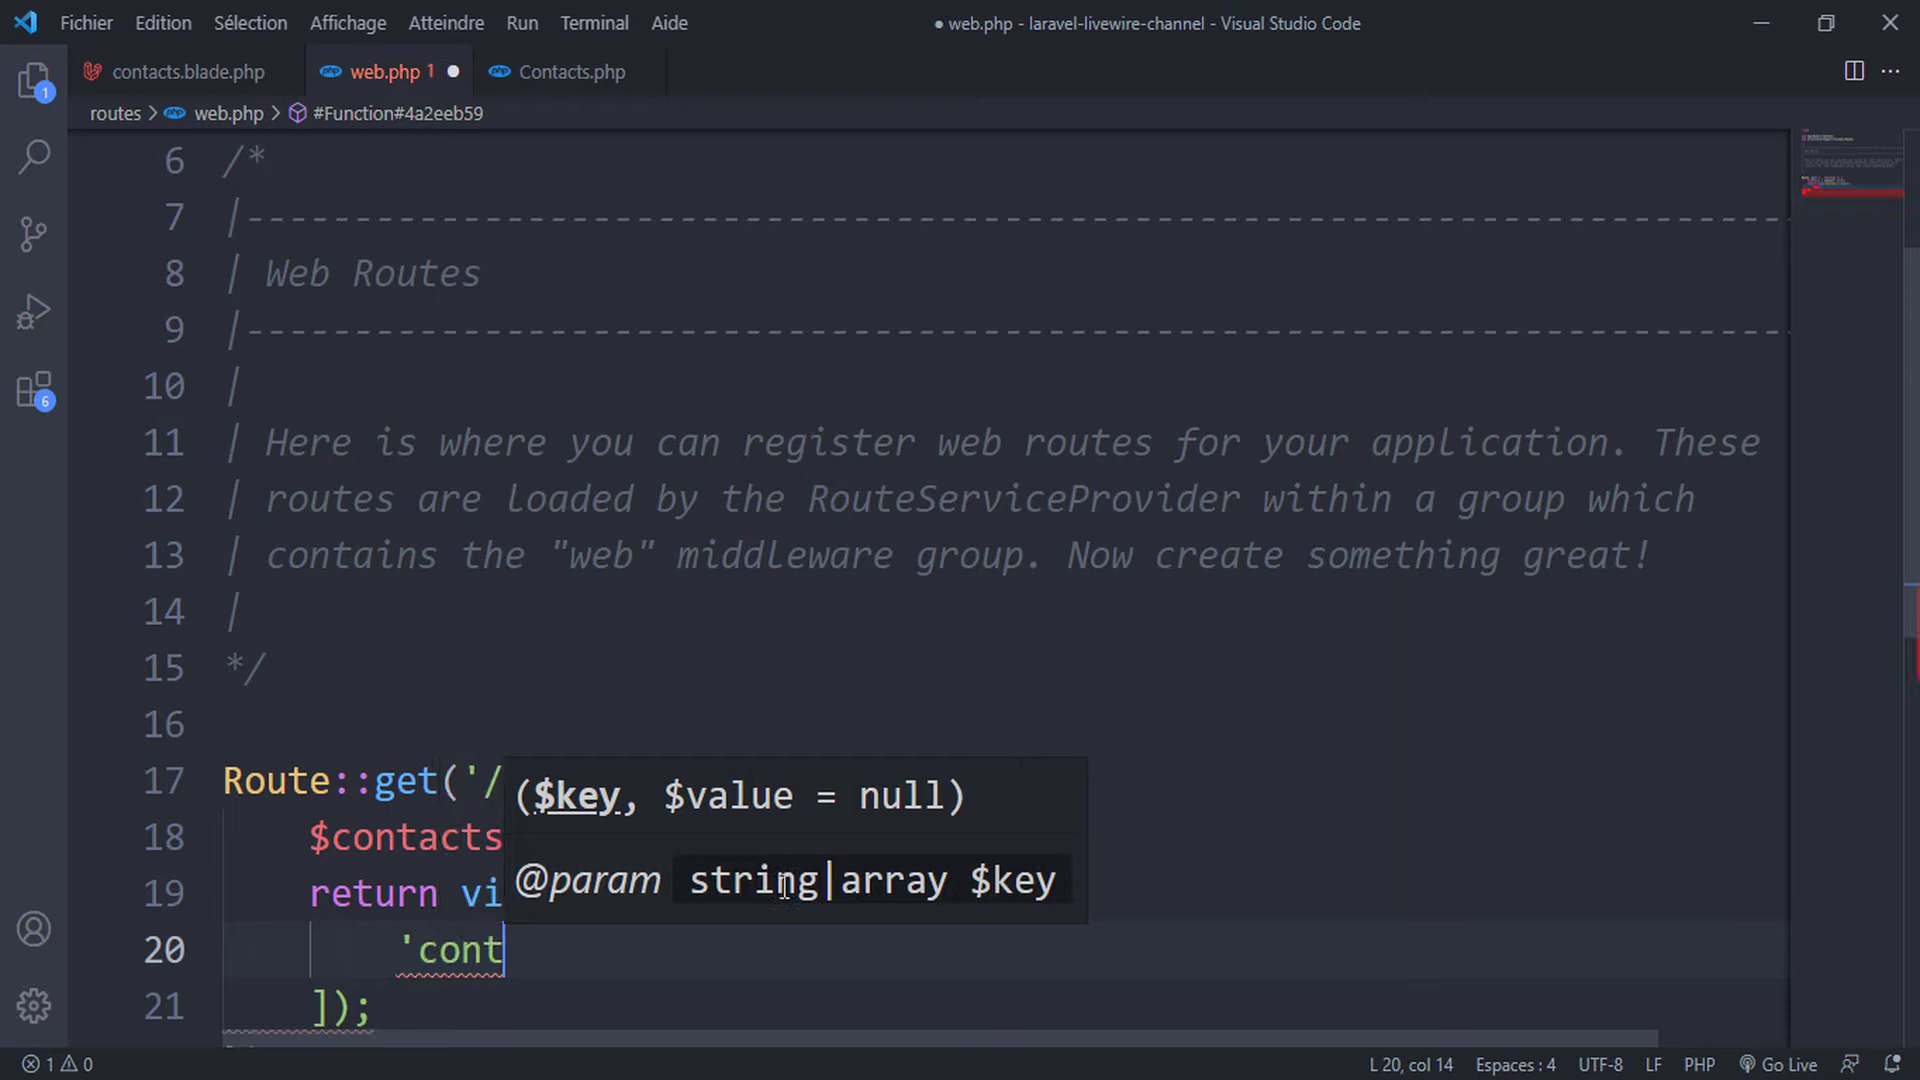 Fichier Edition Sélection Affichage Atteindre Run Terminal Aide ● web.php - laravel-livewire-channel - Visual Studio Code
contacts.blade.php web.php 1 Contacts.php
1
routes > web.php > #Function#4a2eeb59
6 /*
7 |--------------------------------------------------------------------------
8 | Web Routes
9 |--------------------------------------------------------------------------
10 |
11 | Here is where you can register web routes for your application. These
12 | routes are loaded by the RouteServiceProvider within a group which
13 | contains the "web" middleware group. Now create something great!
14 |
15 */
16
17 Route::get('/
($key, $value = null)
18 $contacts
@param string|array $key
19 return vi
20 'cont
21 ]);
6
1 0 L 20, col 14 Espaces : 4 UTF-8 LF PHP Go Live